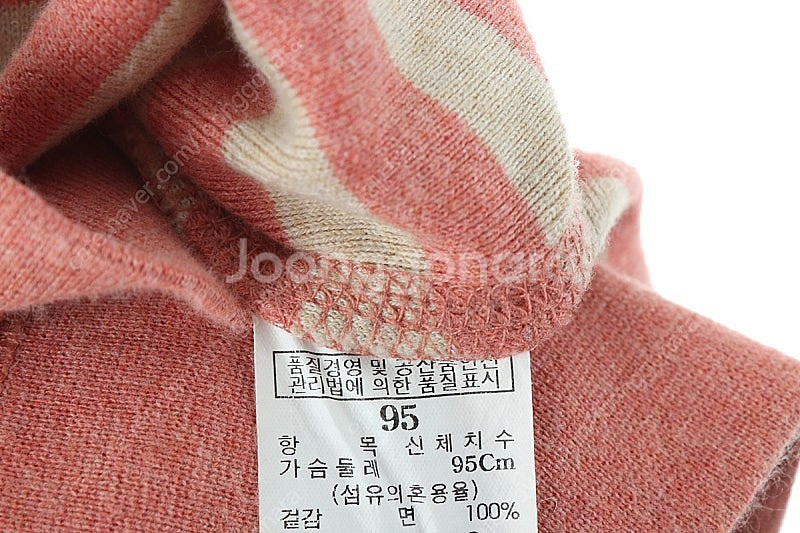 품질경영 및 공산품안전
관리법에 의한 품질표시
95
항 목 신체치수
가슴둘레 95Cm
(섬유의혼용율)
겉감 면 100%